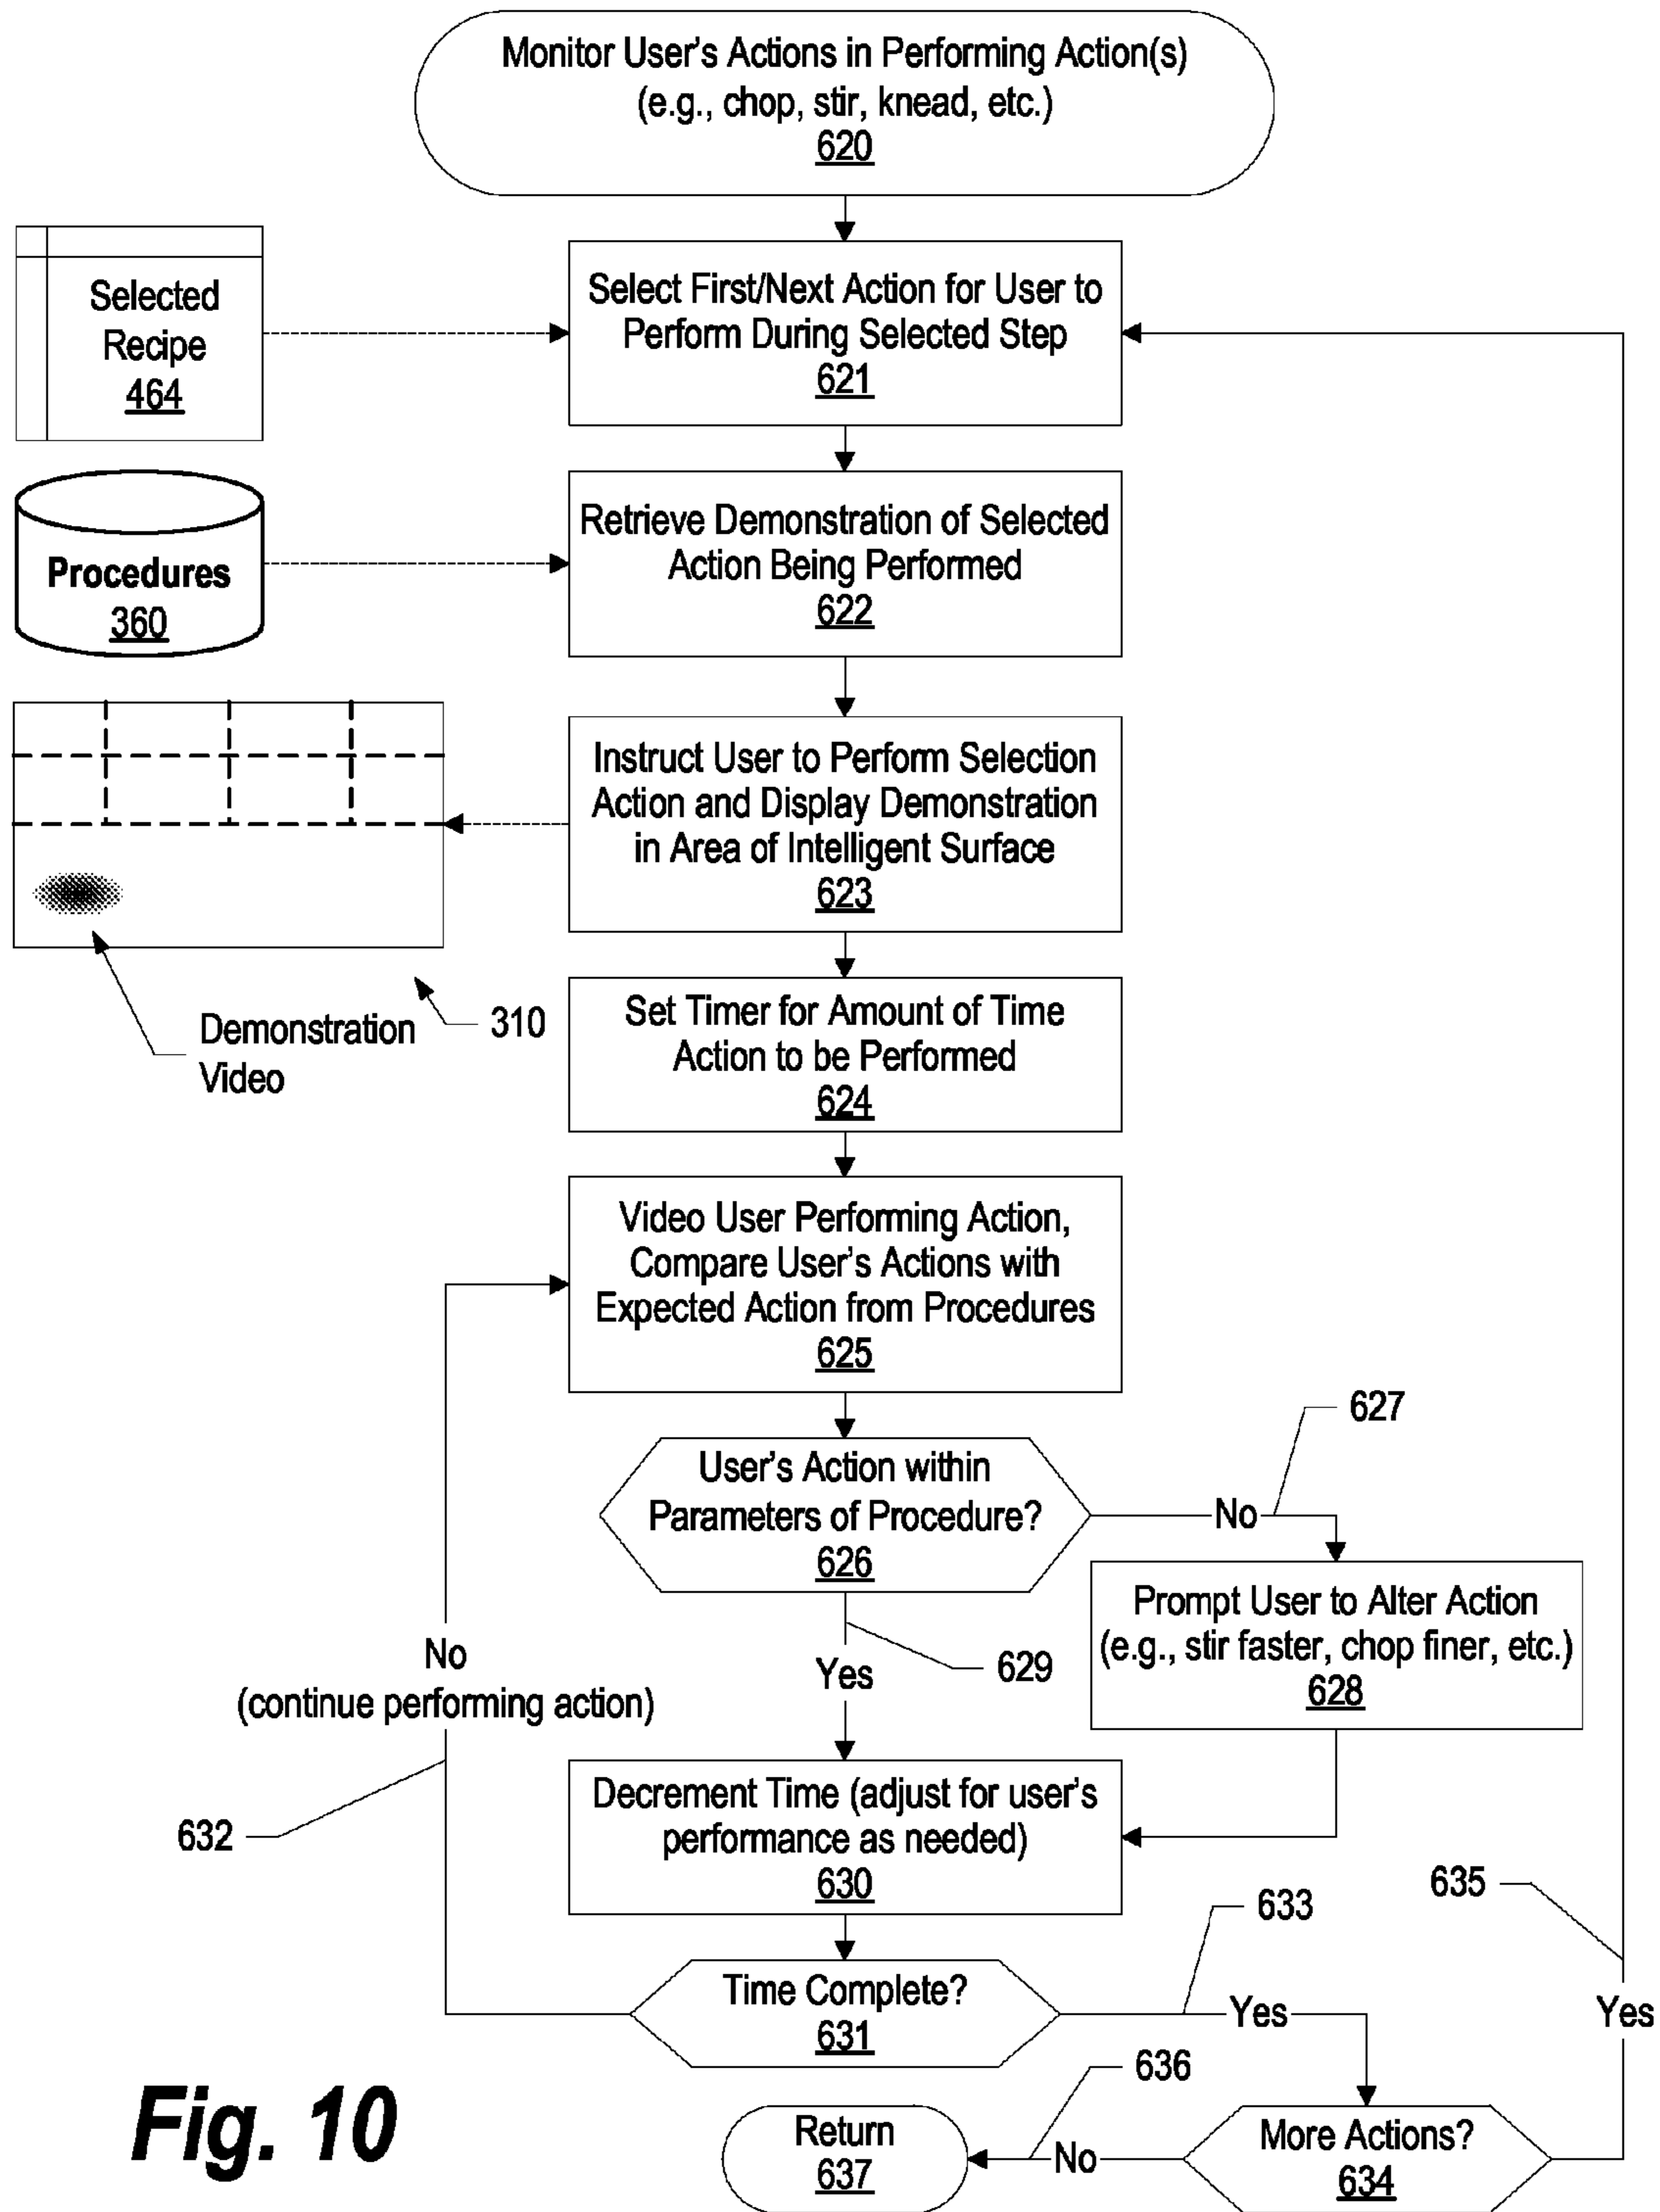 Monitor User's Actions in Performing Action(s)
(e.g., chop, stir, knead, etc.)
620
Selected
Recipe
464
Select First/Next Action for User to
Perform During Selected Step
621
Procedures
360
Retrieve Demonstration of Selected
Action Being Performed
622
Instruct User to Perform Selection
Action and Display Demonstration
in Area of Intelligent Surface
623
Demonstration
Video
310
Set Timer for Amount of Time
Action to be Performed
624
Video User Performing Action,
Compare User's Actions with
Expected Action from Procedures
625
User's Action within
Parameters of Procedure?
626
No
627
Prompt User to Alter Action
(e.g., stir faster, chop finer, etc.)
628
Yes
629
No
(continue performing action)
632
Decrement Time (adjust for user's
performance as needed)
630
Time Complete?
631
633
Yes
635
Yes
More Actions?
634
636
No
Return
637
Fig. 10